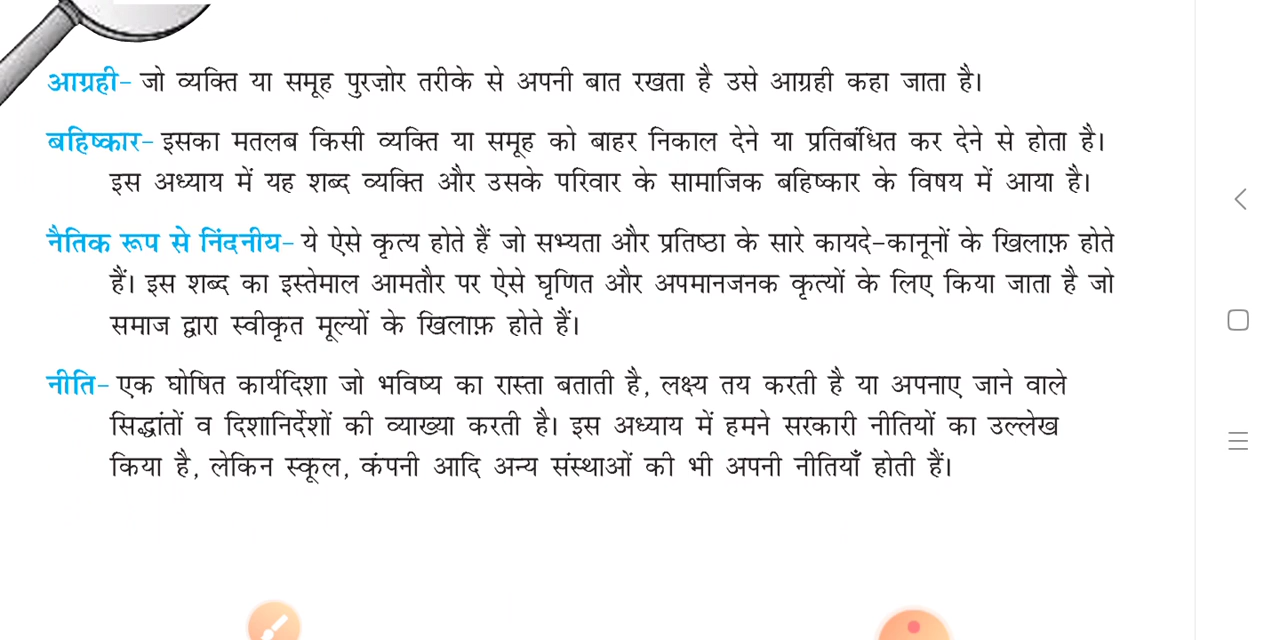 आग्रही– जो व्यक्ति या समूह पुरज़ोर तरीके से अपनी बात रखता है उसे आग्रही कहा जाता है।
बहिष्कार– इसका मतलब किसी व्यक्ति या समूह को बाहर निकाल देने या प्रतिबंधित कर देने से होता है।
इस अध्याय में यह शब्द व्यक्ति और उसके परिवार के सामाजिक बहिष्कार के विषय में आया है।
नैतिक रूप से निंदनीय– ये ऐसे कृत्य होते हैं जो सभ्यता और प्रतिष्ठा के सारे कायदे–कानूनों के खिलाफ़ होते
हैं। इस शब्द का इस्तेमाल आमतौर पर ऐसे घृणित और अपमानजनक कृत्यों के लिए किया जाता है जो
समाज द्वारा स्वीकृत मूल्यों के खिलाफ़ होते हैं।
नीति– एक घोषित कार्यदिशा जो भविष्य का रास्ता बताती है, लक्ष्य तय करती है या अपनाए जाने वाले
सिद्धांतों व दिशानिर्देशों की व्याख्या करती है। इस अध्याय में हमने सरकारी नीतियों का उल्लेख
किया है, लेकिन स्कूल, कंपनी आदि अन्य संस्थाओं की भी अपनी नीतियाँ होती हैं।